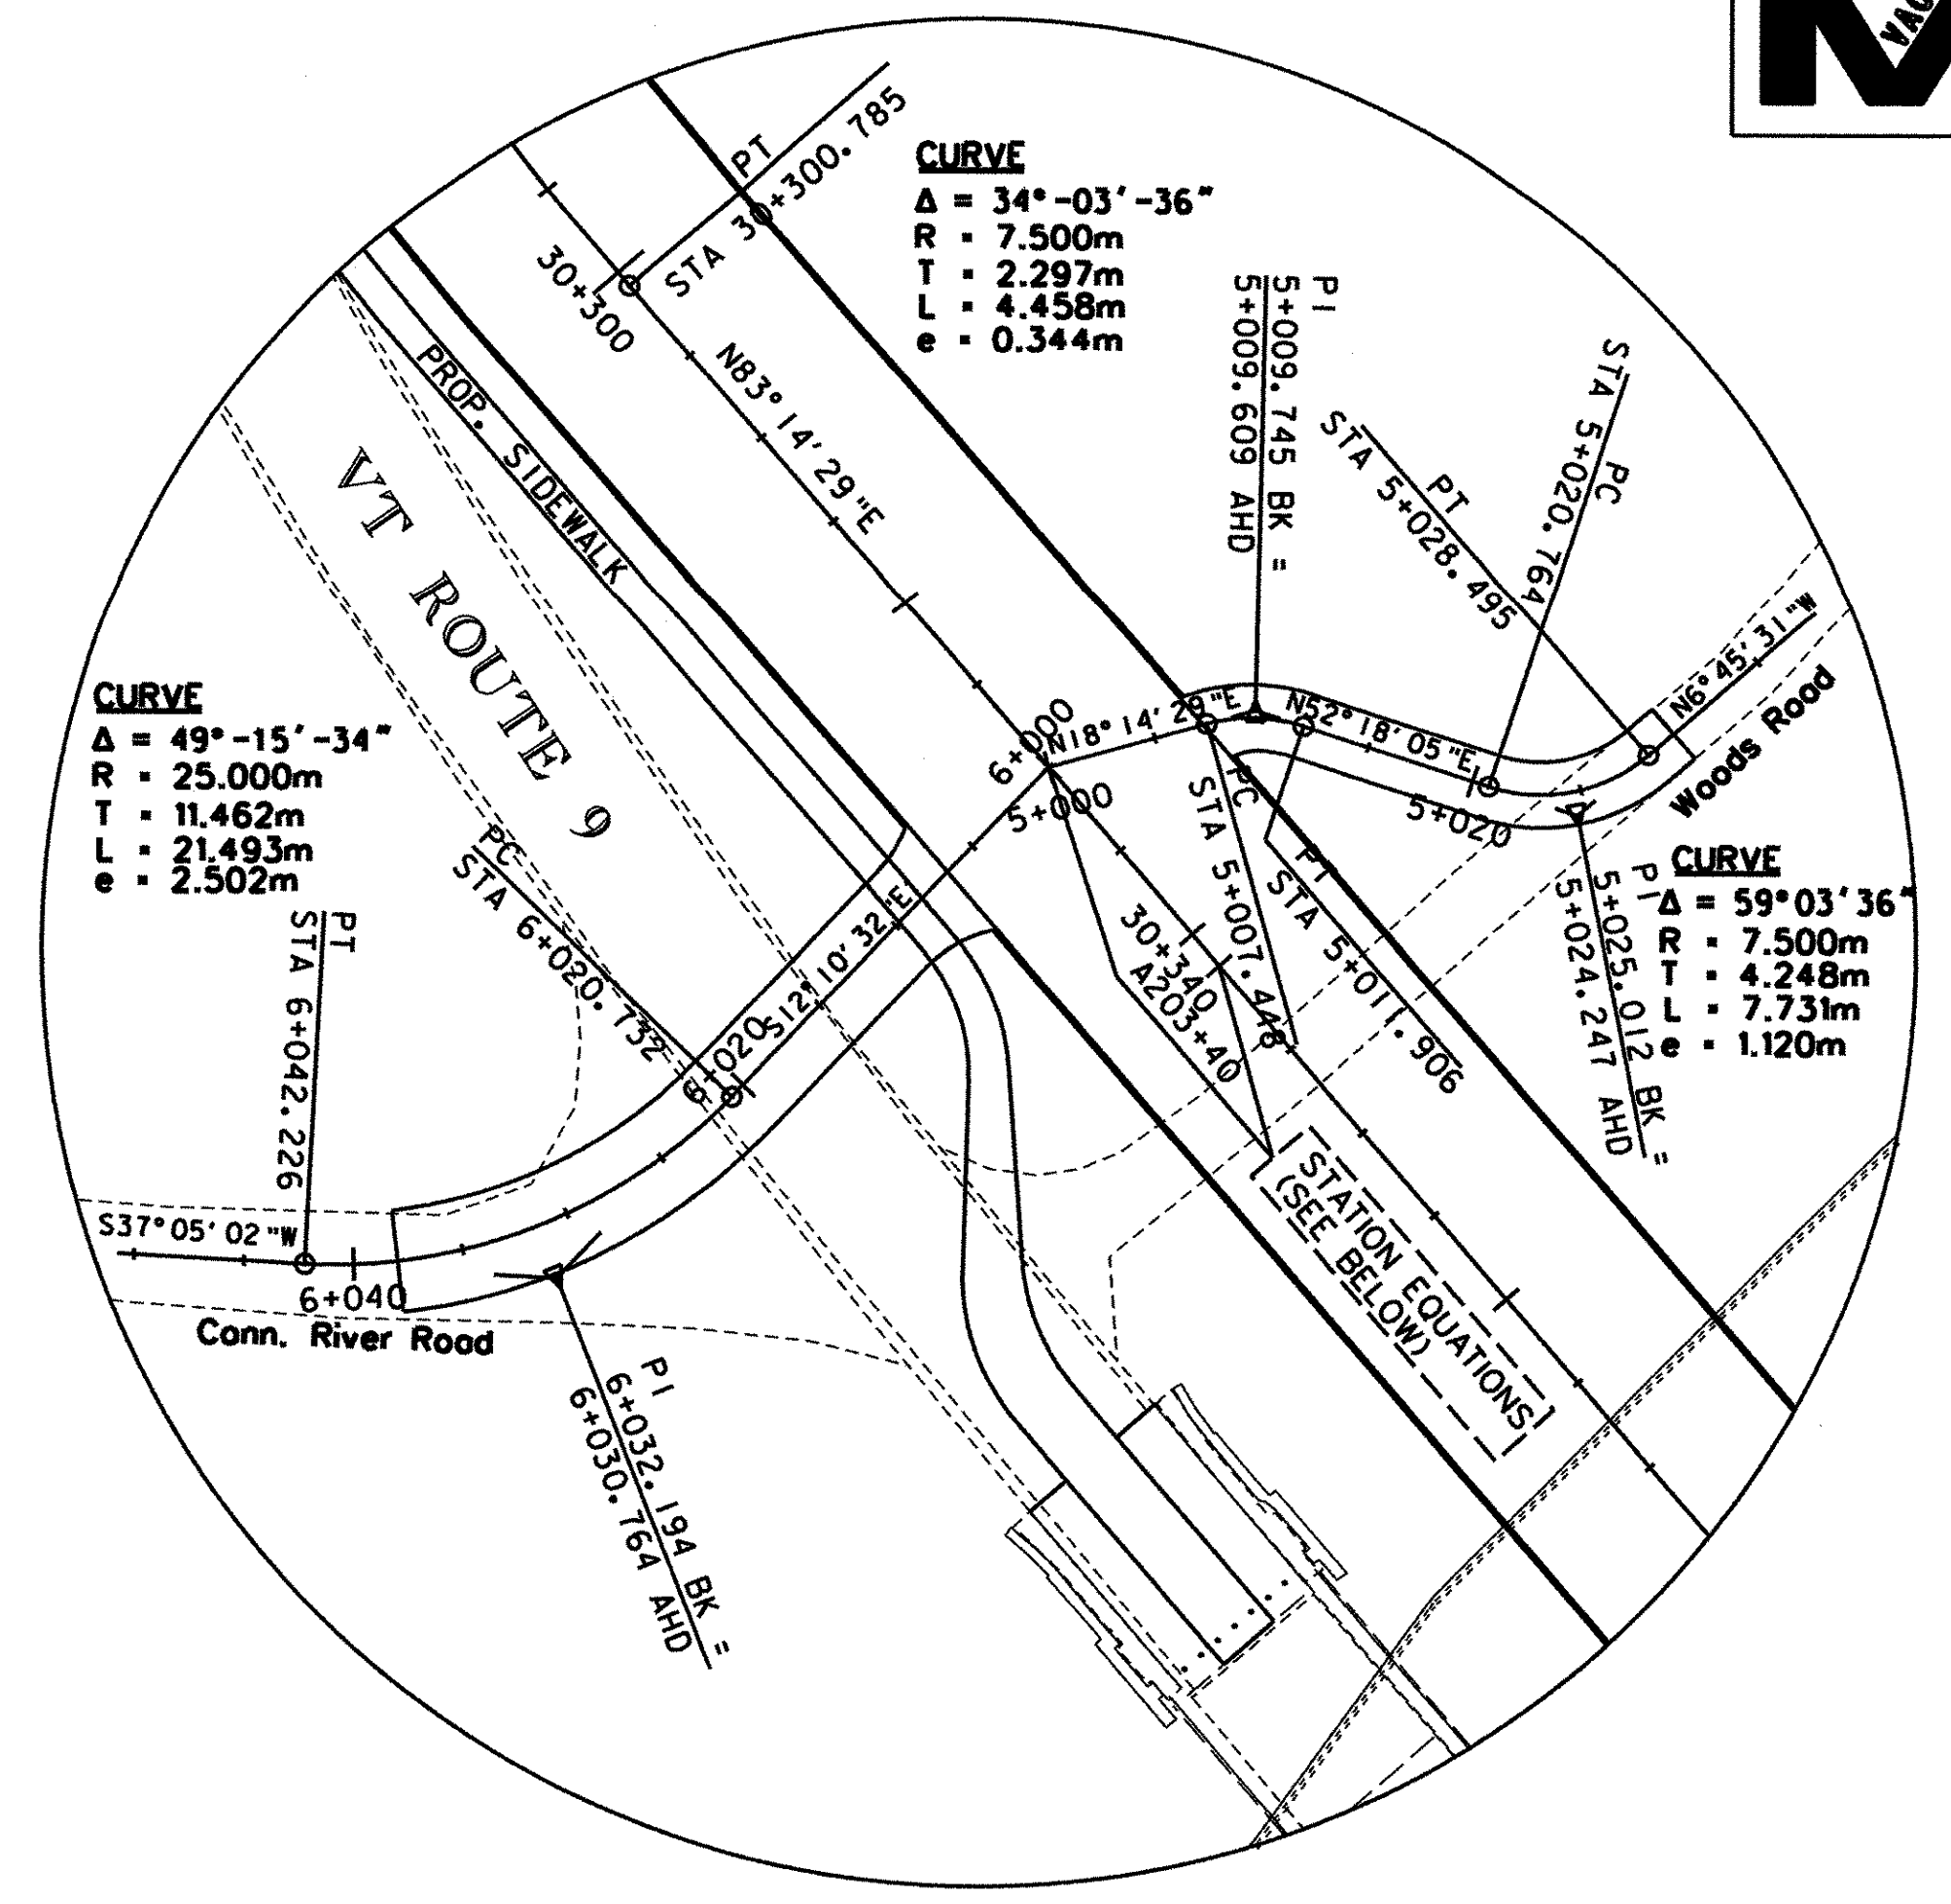 VAC
PT
STA 30+300.785
30+300
N83°14'29"E
CURVE
Δ = 34°-03'-36"
R = 7.500m
T = 2.297m
L = 4.458m
e = 0.344m
PI
5+009.745 BK =
5+009.609 AHD
PC
STA 5+020.764
PT
STA 5+028.495
PROP. SIDEWALK
VT ROUTE 9
N6°45'31"W
Woods Road
N18°14'29"E
N52°18'05"E
6+000
5+000
5+020
PC
STA 5+007.448
PT
STA 5+011.906
30+340
A203+40
CURVE
Δ = 49°-15'-34"
R = 25.000m
T = 11.462m
L = 21.493m
e = 2.502m
PC
STA 6+020.732
S12°10'32"E
6+020
PT
STA 6+042.226
S37°05'02"W
6+040
Conn. River Road
PI
6+032.194 BK =
6+030.764 AHD
PI
5+025.012 BK =
5+024.247 AHD
CURVE
Δ = 59°03'36"
R = 7.500m
T = 4.248m
L = 7.731m
e = 1.120m
STATION EQUATIONS
(SEE BELOW)